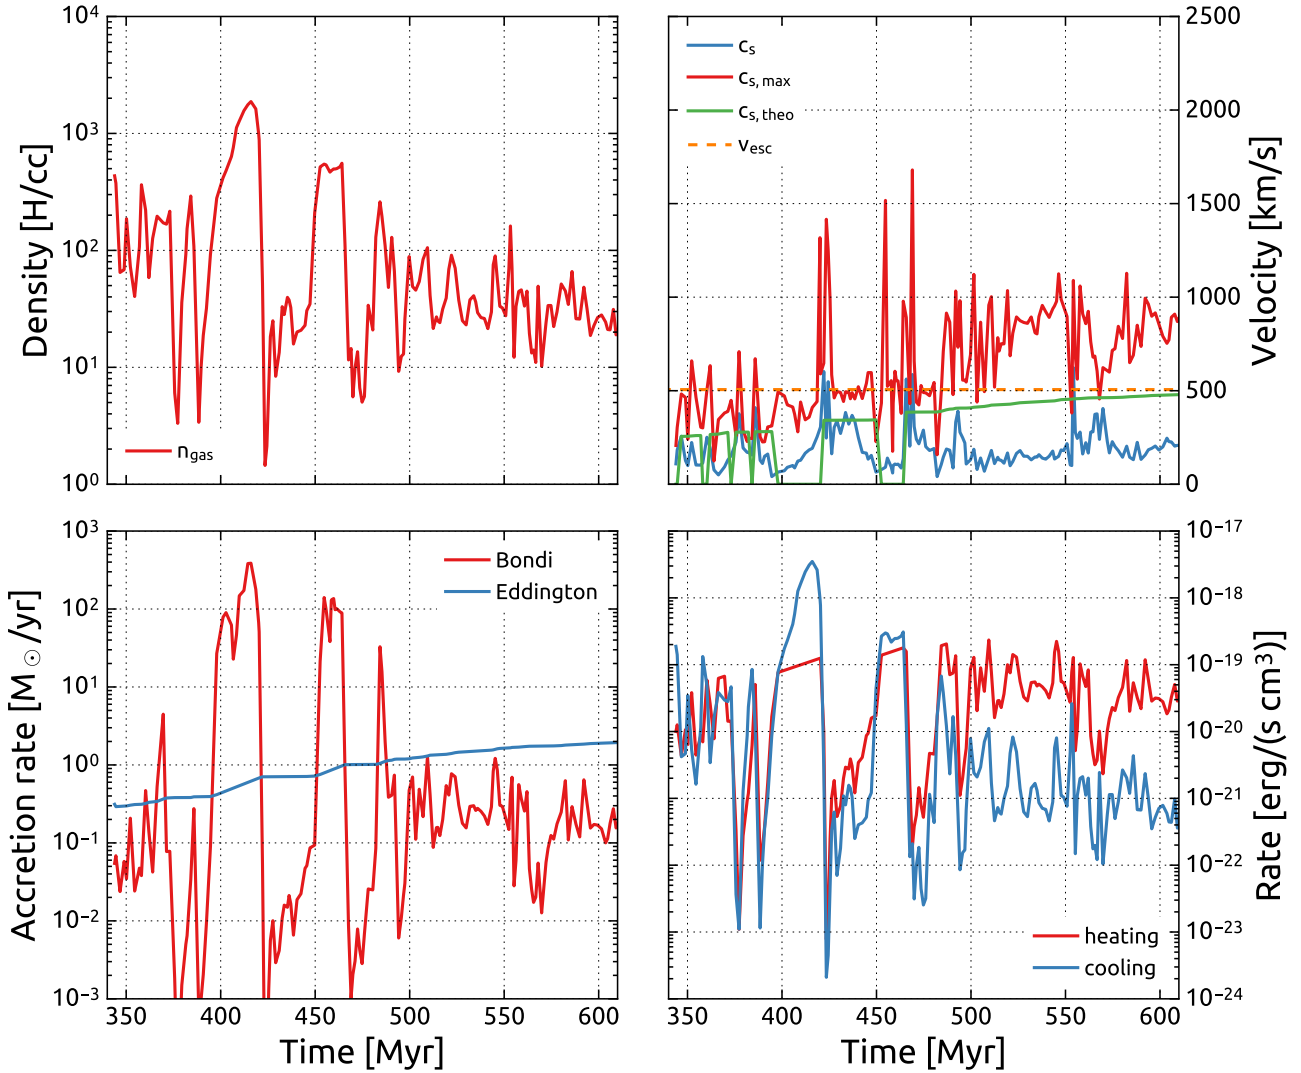 10⁴
10³
10²
10¹
10⁰
Density [H/cc]
n_gas
c_s
c_s, max
c_s, theo
v_esc
2500
2000
1500
1000
500
0
Velocity [km/s]
10³
10²
10¹
10⁰
10⁻¹
10⁻²
10⁻³
Accretion rate [M☉/yr]
Bondi
Eddington
350 400 450 500 550 600
Time [Myr]
10⁻¹⁷
10⁻¹⁸
10⁻¹⁹
10⁻²⁰
10⁻²¹
10⁻²²
10⁻²³
10⁻²⁴
Rate [erg/(s cm³)]
heating
cooling
350 400 450 500 550 600
Time [Myr]